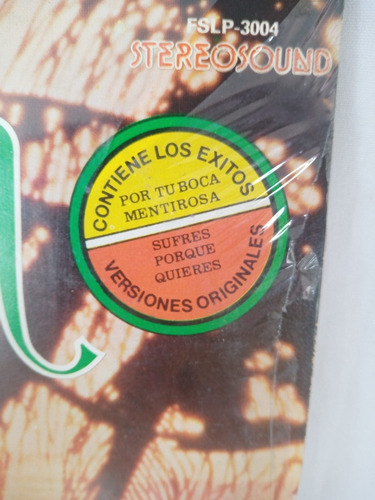 FSLP-3004
STEREOSOUND
CONTIENE LOS EXITOS
POR TU BOCA
MENTIROSA
SUFRES
PORQUE
QUIERES
VERSIONES ORIGINALES